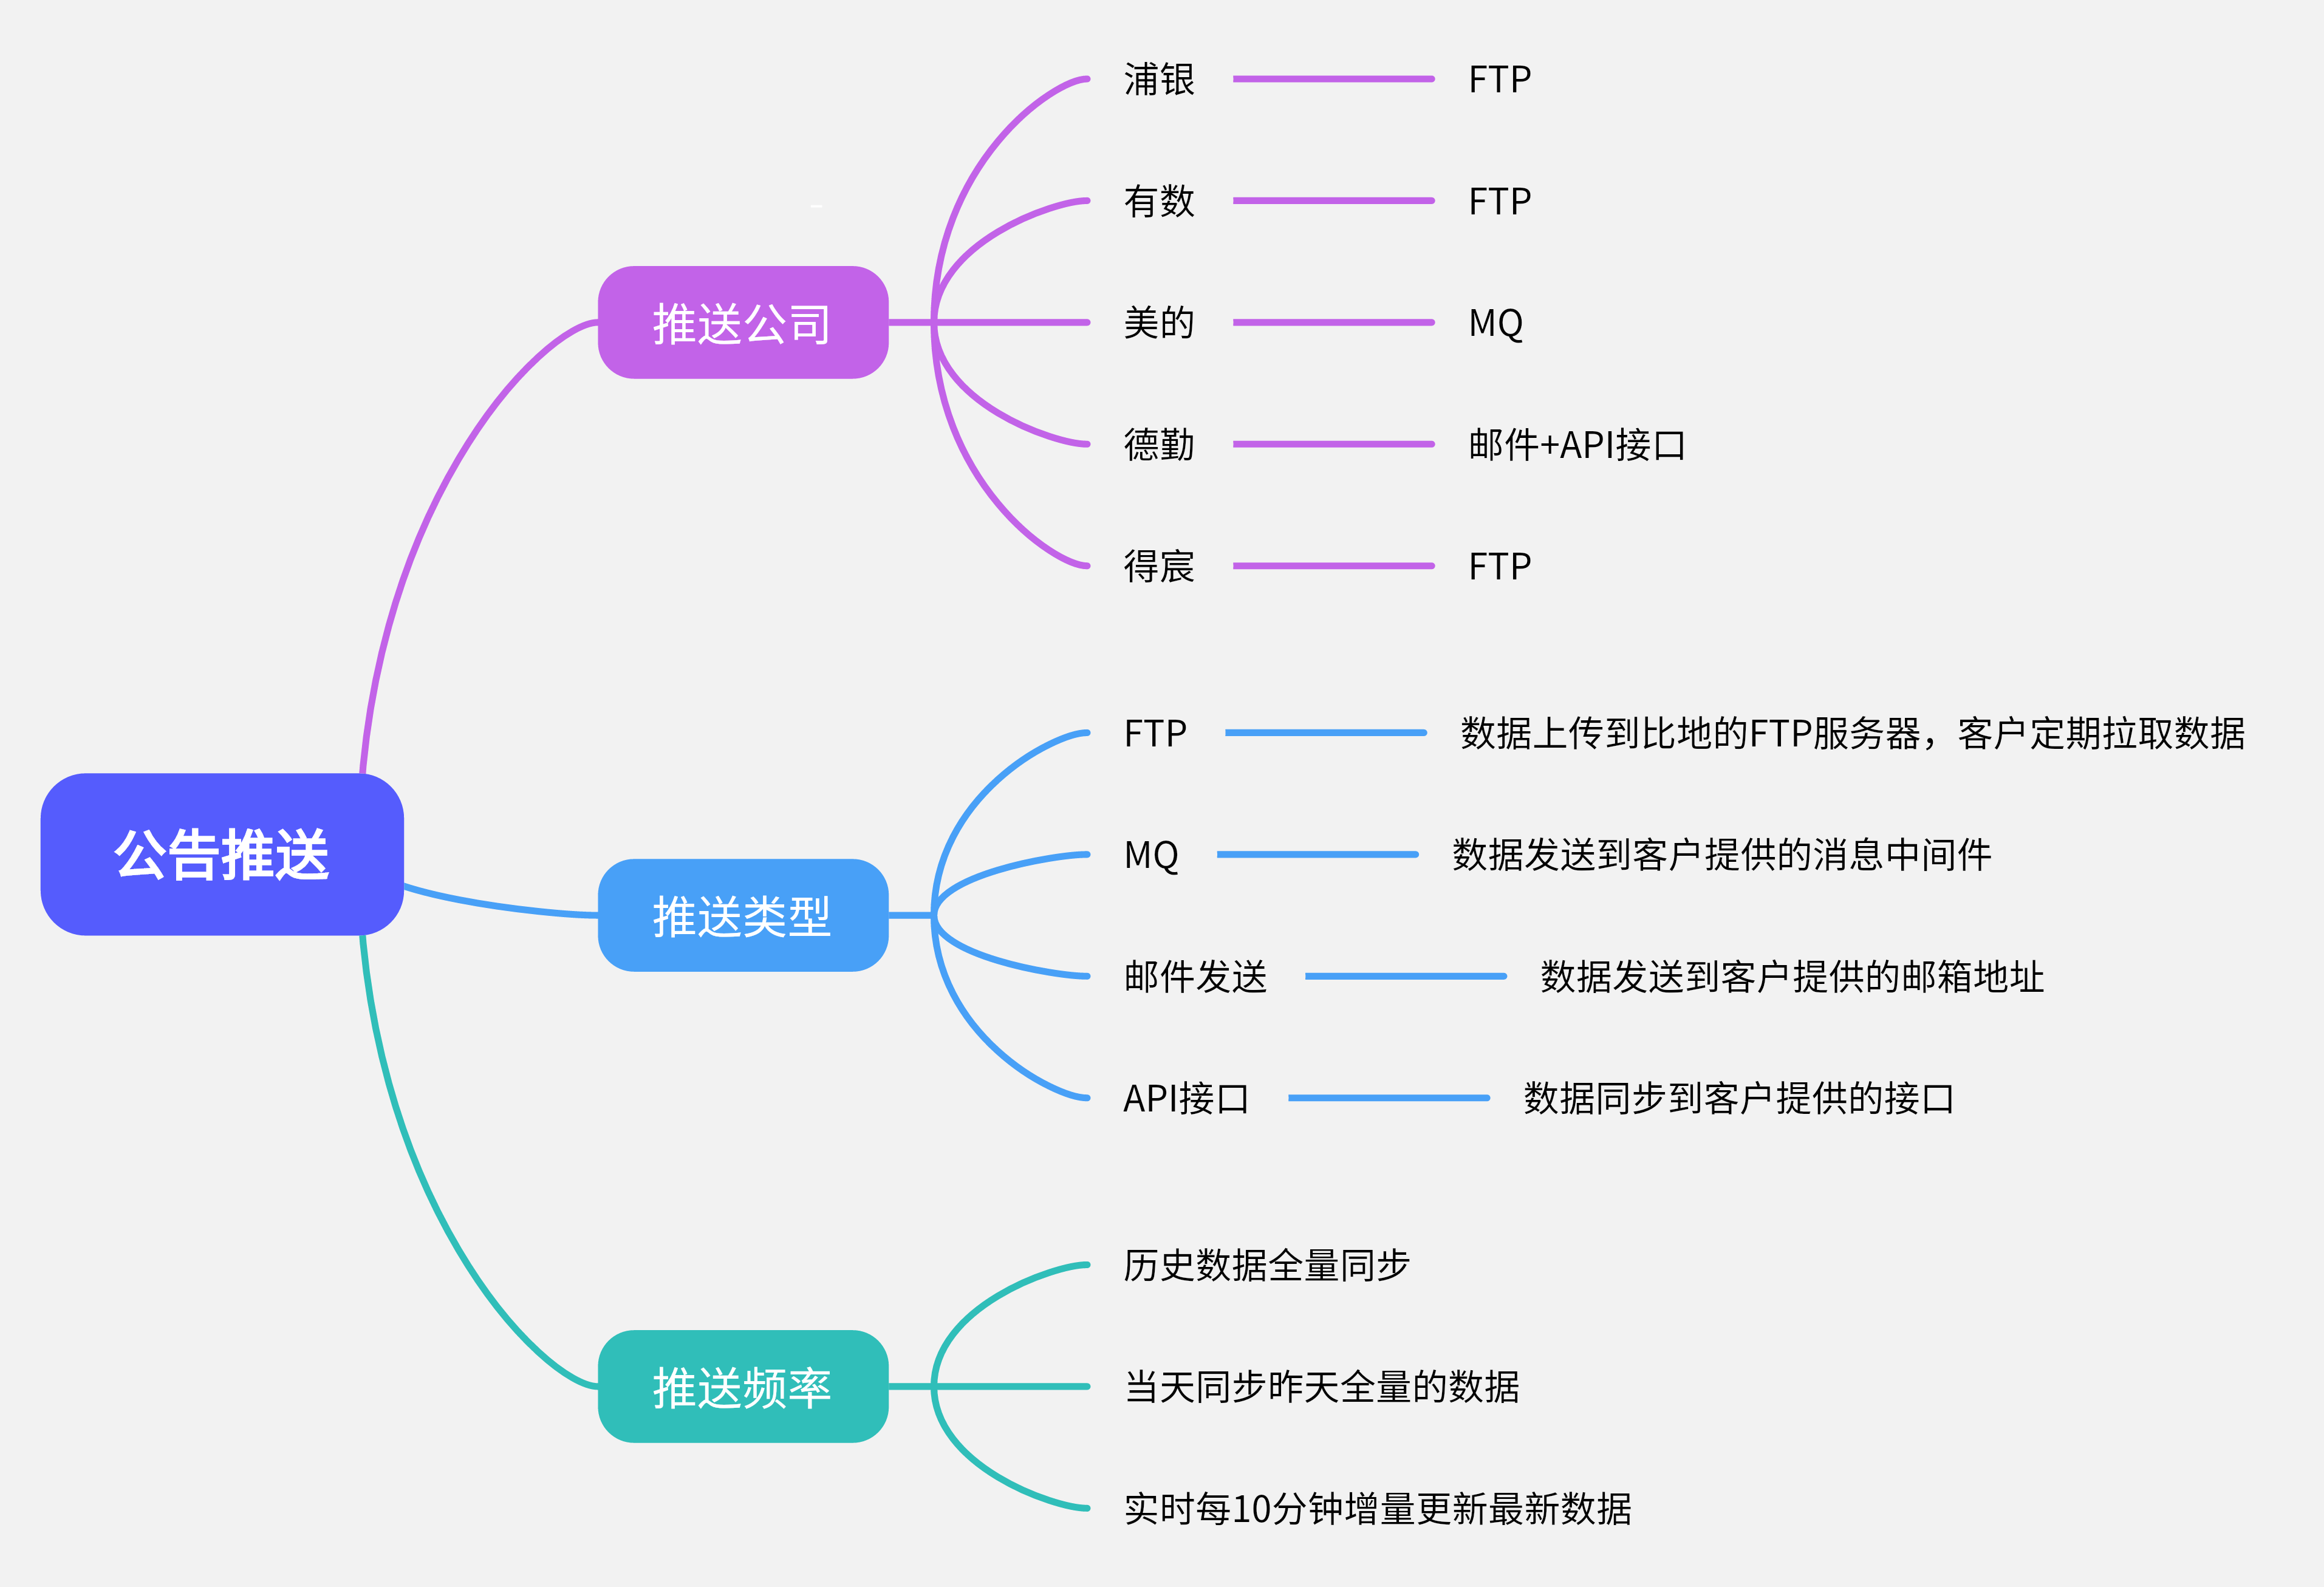 公告推送
推送公司
浦银
FTP
有数
FTP
美的
MQ
德勤
邮件+API接口
得宸
FTP
推送类型
FTP
数据上传到比地的FTP服务器，客户定期拉取数据
MQ
数据发送到客户提供的消息中间件
邮件发送
数据发送到客户提供的邮箱地址
API接口
数据同步到客户提供的接口
推送频率
历史数据全量同步
当天同步昨天全量的数据
实时每10分钟增量更新最新数据